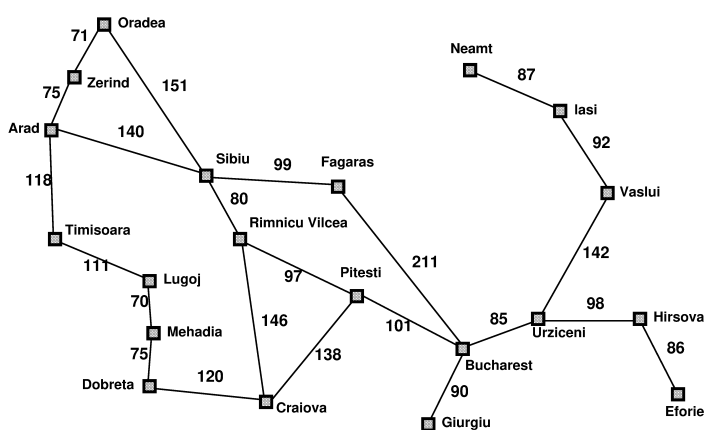 Oradea
71
Neamt
Zerind
87
75
151
Iasi
Arad
140
92
Sibiu
99
Fagaras
118
80
Vaslui
Timisoara
Rimnicu Vilcea
111
97
Pitesti
211
142
Lugoj
70
Mehadia
146
101
85
98
Hirsova
Urziceni
75
138
86
120
Bucharest
Dobreta
90
Craiova
Eforie
Giurgiu